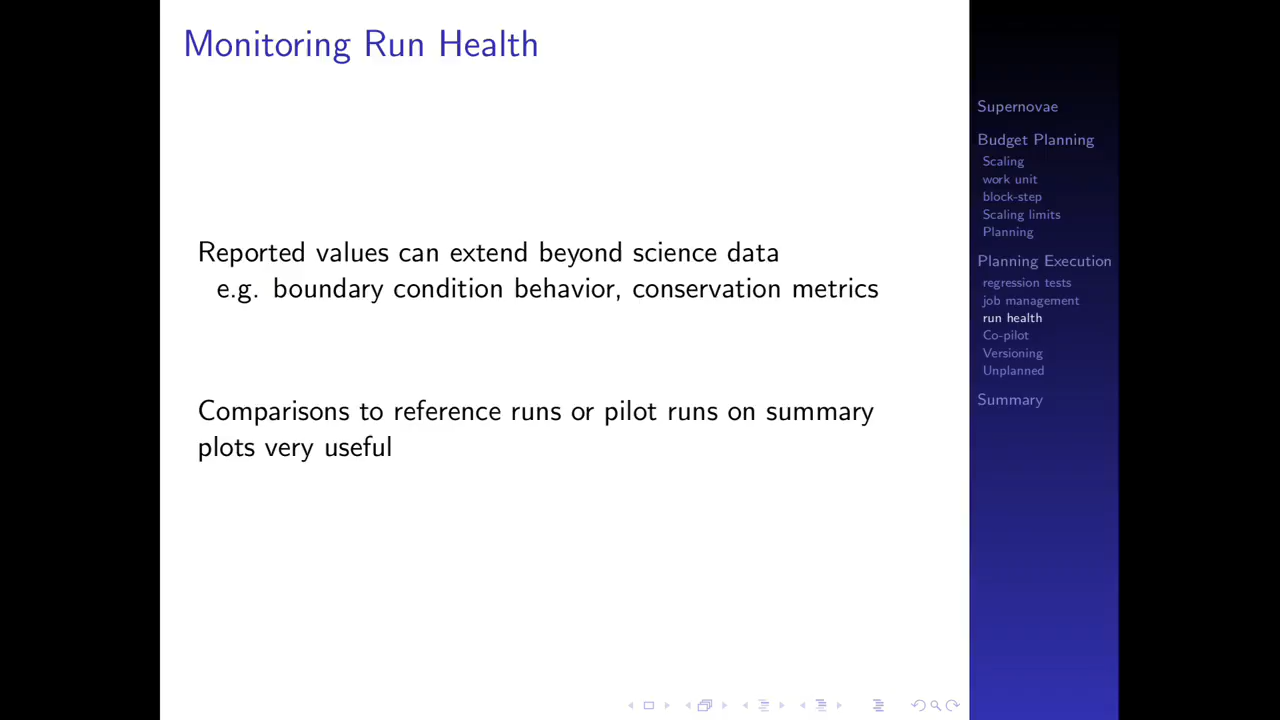 Monitoring Run Health
Reported values can extend beyond science data
e.g. boundary condition behavior, conservation metrics
Comparisons to reference runs or pilot runs on summary
plots very useful
Supernovae
Budget Planning
Scaling
work unit
block-step
Scaling limits
Planning
Planning Execution
regression tests
job management
run health
Co-pilot
Versioning
Unplanned
Summary